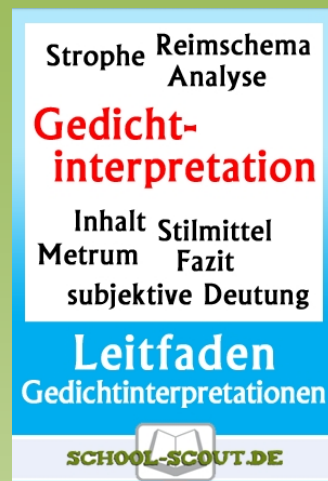 Strophe Reimschema
Analyse
Gedicht-
interpretation
Inhalt Stilmittel
Metrum Fazit
subjektive Deutung
Leitfaden
Gedichtinterpretationen
SCHOOL-SCOUT.DE